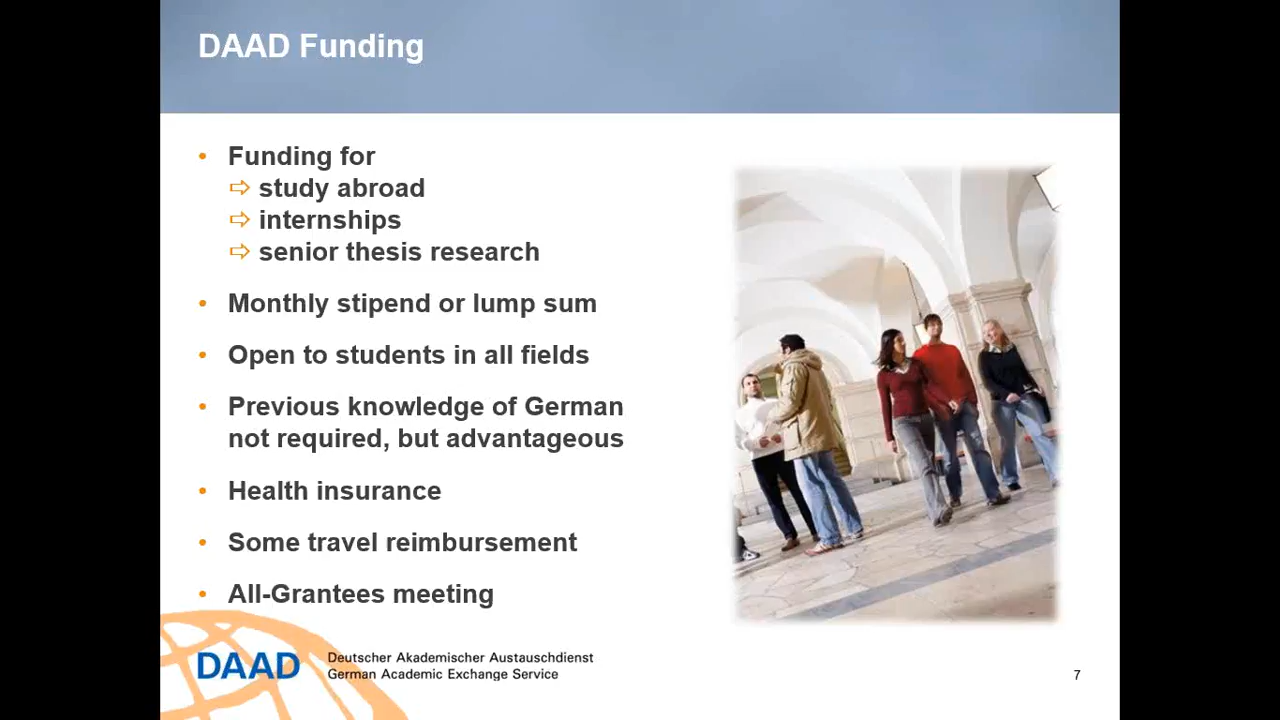 DAAD Funding
• Funding for
⇨ study abroad
⇨ internships
⇨ senior thesis research
• Monthly stipend or lump sum
• Open to students in all fields
• Previous knowledge of German
not required, but advantageous
• Health insurance
• Some travel reimbursement
• All-Grantees meeting
DAAD
Deutscher Akademischer Austauschdienst
German Academic Exchange Service
7